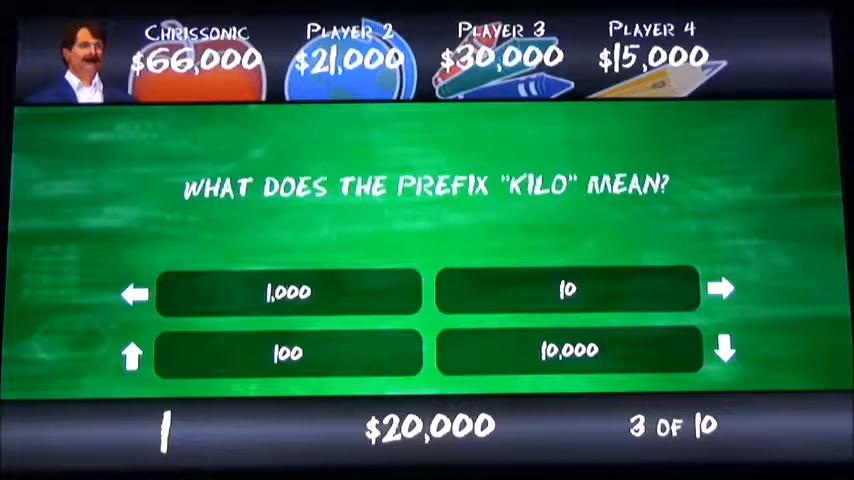 CHRISSONIC PLAYER 2 PLAYER 3 PLAYER 4
$66,000 $21,000 $30,000 $15,000
WHAT DOES THE PREFIX "KILO" MEAN?
1,000 10
100 10,000
1 $20,000 3 OF 10